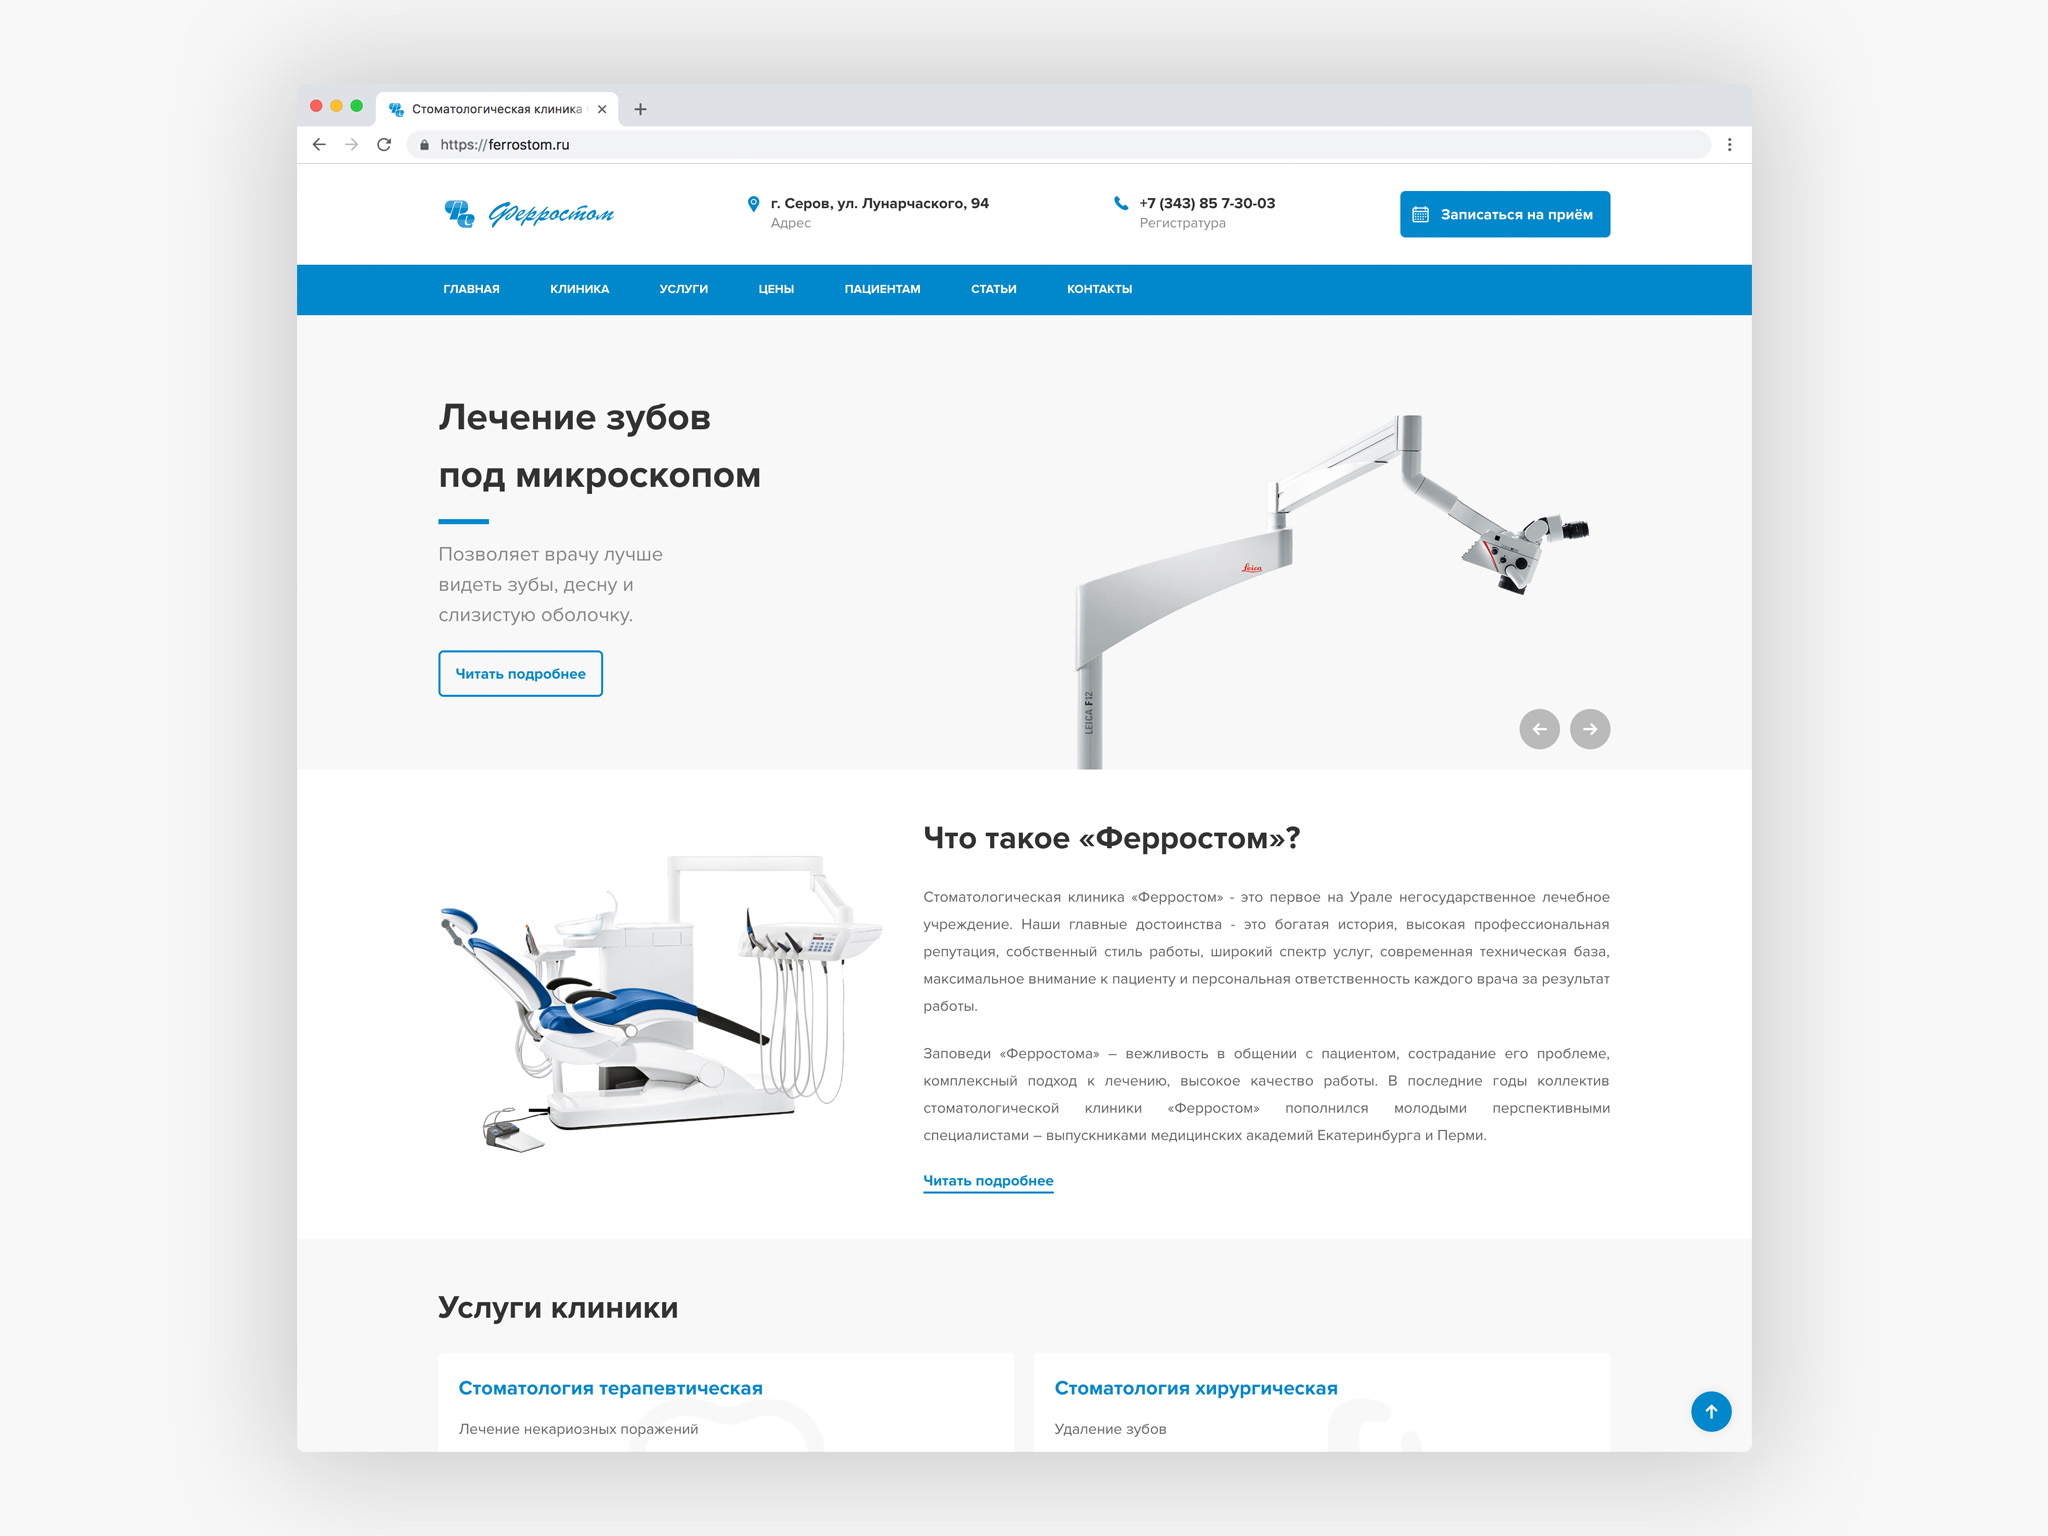 Стоматологическая клиника
https://ferrostom.ru
Ферростом
г. Серов, ул. Лунарчаского, 94
Адрес
+7 (343) 85 7-30-03
Регистратура
Записаться на приём
ГЛАВНАЯ КЛИНИКА УСЛУГИ ЦЕНЫ ПАЦИЕНТАМ СТАТЬИ КОНТАКТЫ
Лечение зубов
под микроскопом
Позволяет врачу лучше
видеть зубы, десну и
слизистую оболочку.
Читать подробнее
Leica
LEICA F12
Что такое «Ферростом»?
Стоматологическая клиника «Ферростом» - это первое на Урале негосударственное лечебное
учреждение. Наши главные достоинства - это богатая история, высокая профессиональная
репутация, собственный стиль работы, широкий спектр услуг, современная техническая база,
максимальное внимание к пациенту и персональная ответственность каждого врача за результат
работы.
Заповеди «Ферростома» – вежливость в общении с пациентом, сострадание его проблеме,
комплексный подход к лечению, высокое качество работы. В последние годы коллектив
стоматологической клиники «Ферростом» пополнился молодыми перспективными
специалистами – выпускниками медицинских академий Екатеринбурга и Перми.
Читать подробнее
Услуги клиники
Стоматология терапевтическая
Лечение некариозных поражений
Стоматология хирургическая
Удаление зубов